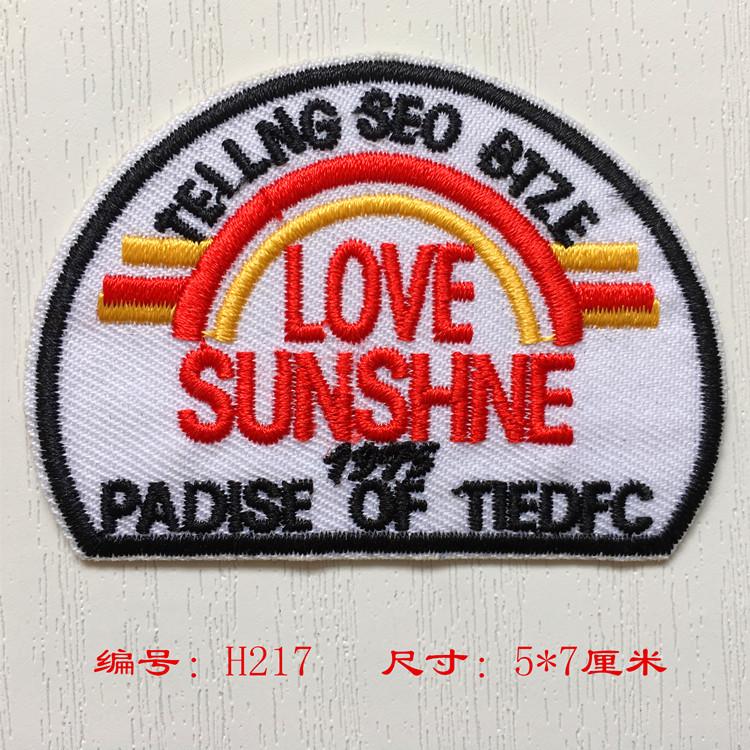 TELLNG SEO BTZE
LOVE
SUNSHNE
1975
PADISE OF TIEDFC
编号: H217 尺寸: 5*7厘米